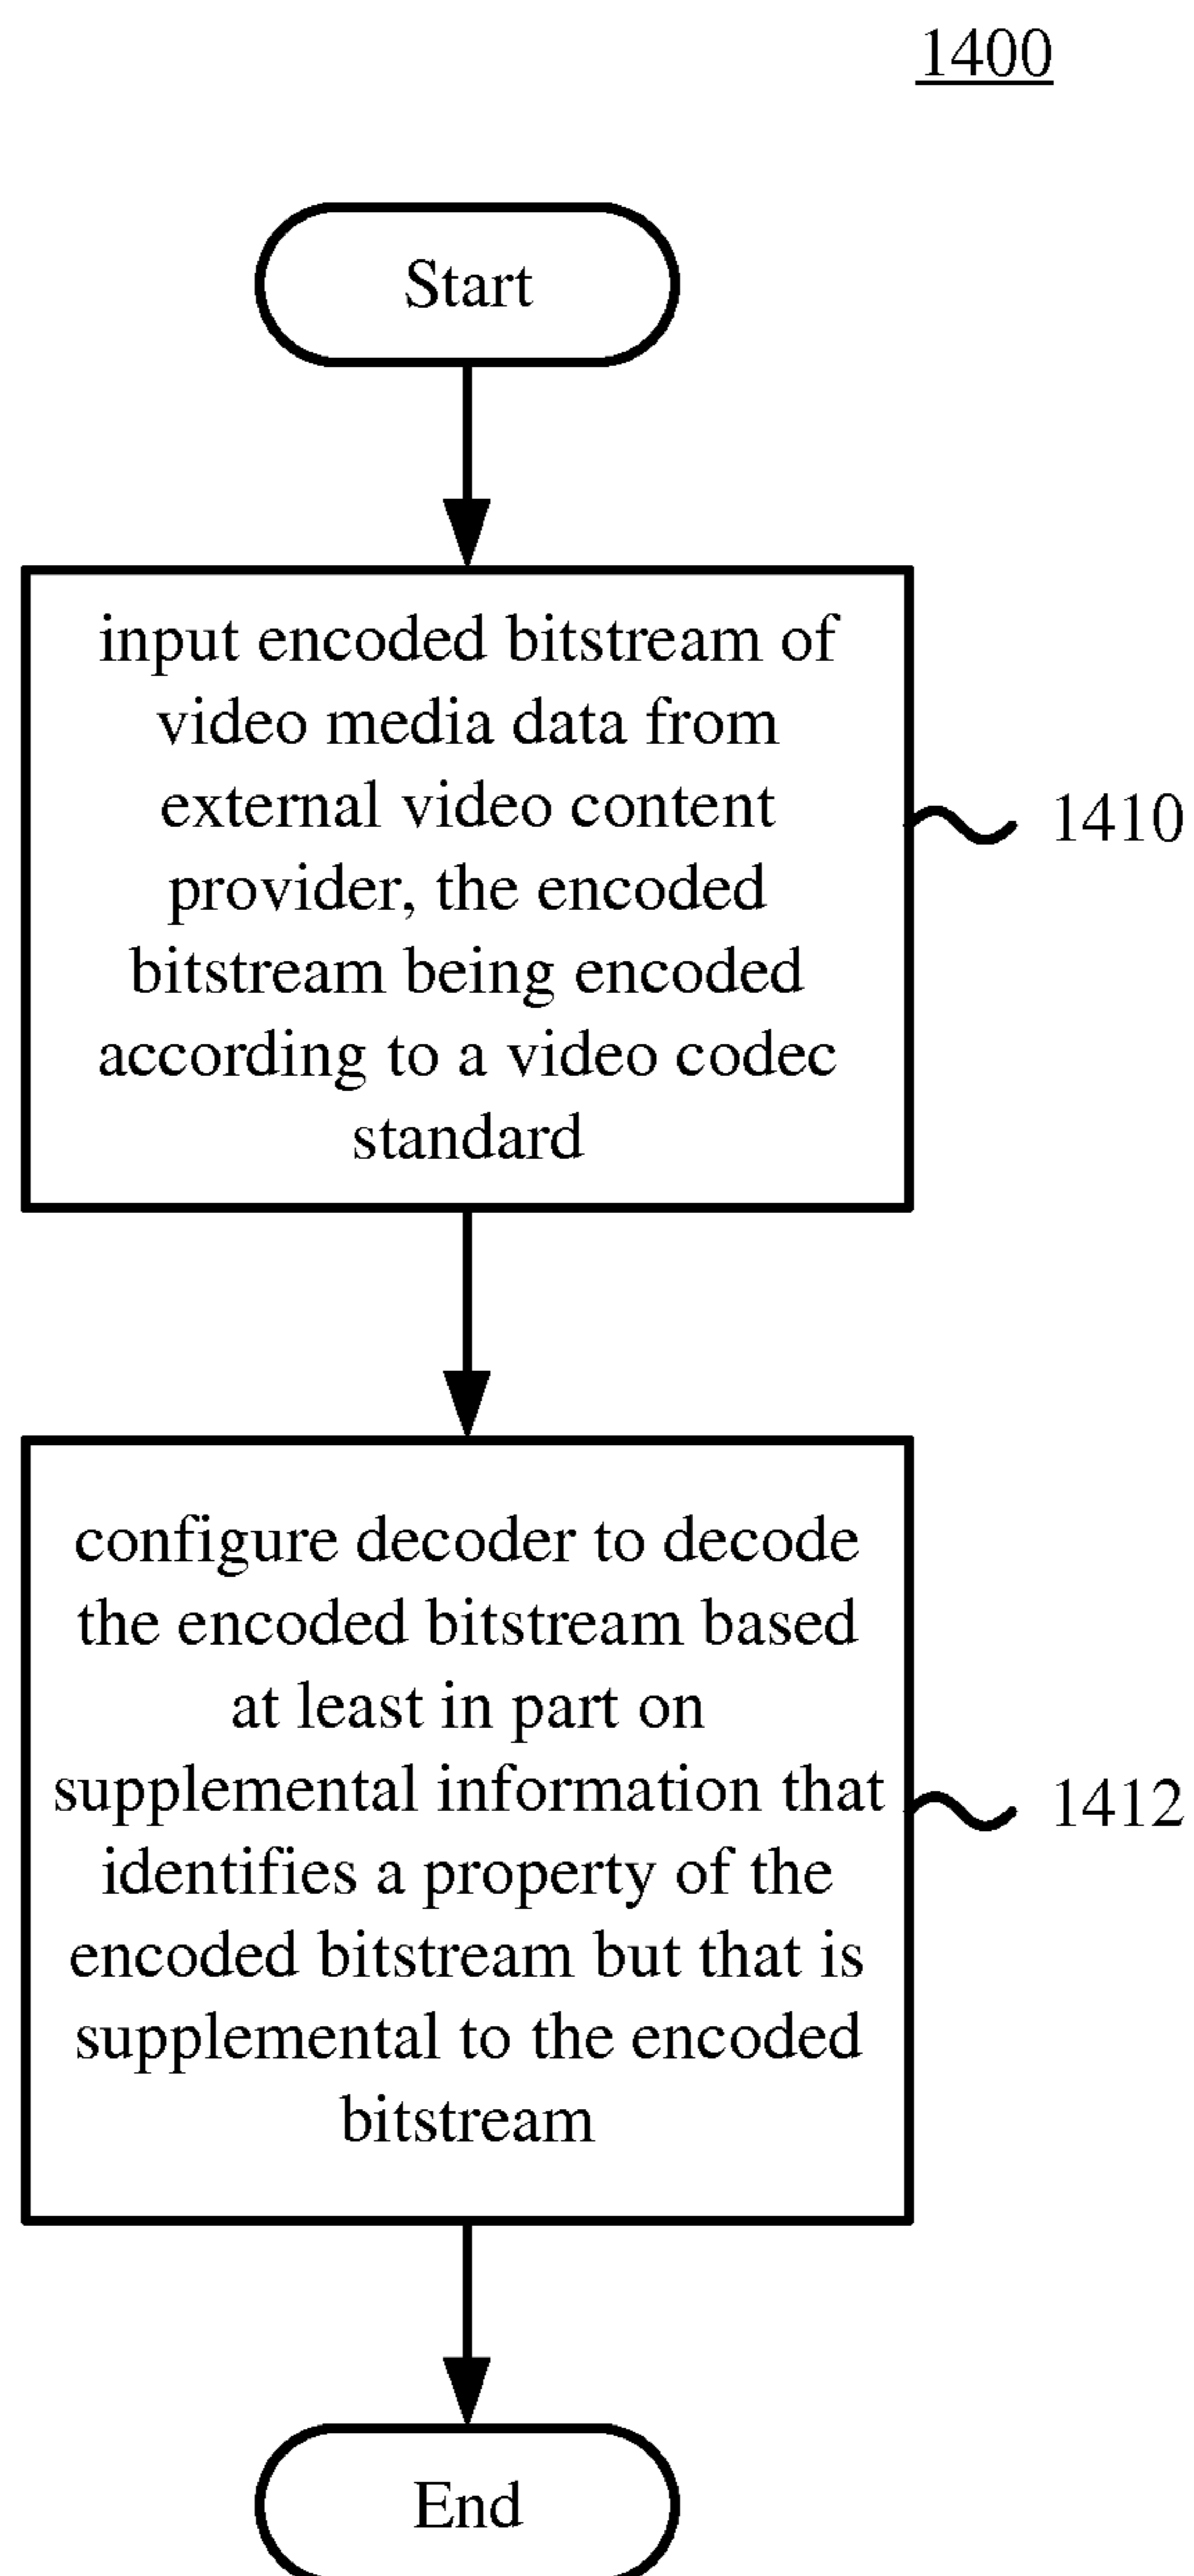 1400
Start
input encoded bitstream of
video media data from
external video content
provider, the encoded
bitstream being encoded
according to a video codec
standard
1410
configure decoder to decode
the encoded bitstream based
at least in part on
supplemental information that
identifies a property of the
encoded bitstream but that is
supplemental to the encoded
bitstream
1412
End